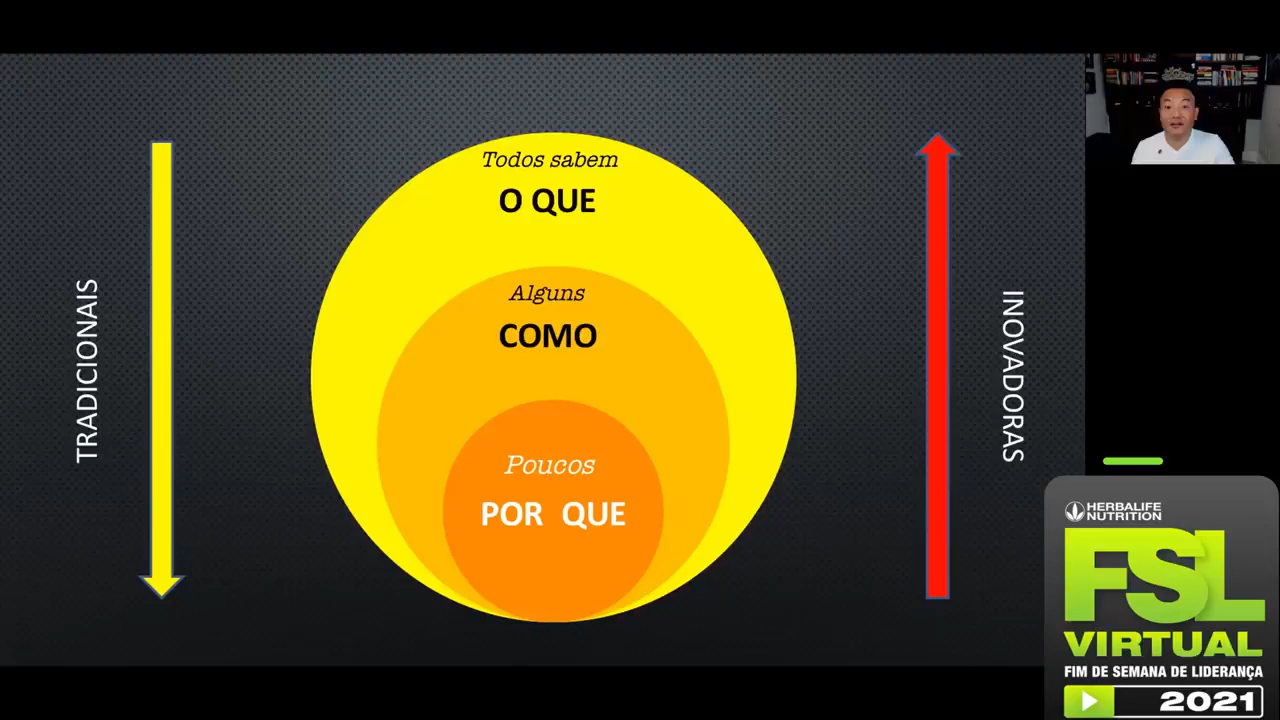 Todos sabem
O QUE
Alguns
COMO
Poucos
POR QUE
TRADICIONAIS
INOVADORAS
HERBALIFE
NUTRITION
FSL
VIRTUAL
FIM DE SEMANA DE LIDERANÇA
2021